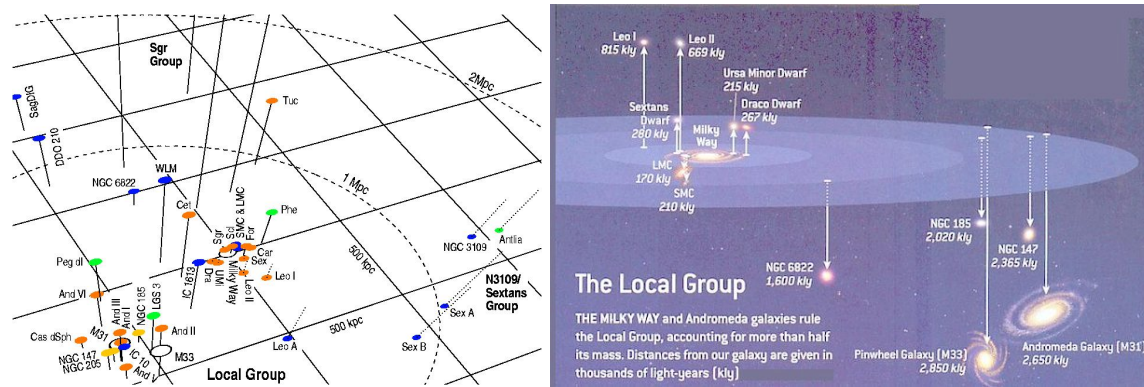 Sgr
Group
2Mpc
SagDIG
DDO 210
Tuc
WLM
NGC 6822
1 Mpc
Cet
Phe
Sgr
Scl
SMC & LMC
For
Car
Sex
Leo I
Leo II
Milky Way
UMi
Dra
IC 1613
500 kpc
NGC 3109
Antlia
N3109/
Sextans
Group
Sex A
Sex B
500 kpc
Leo A
Peg dI
And VI
And III
And I
NGC 185
LGS 3
And II
Cas dSph
M31
M33
NGC 147
NGC 205
IC 10
And V
Local Group
Leo I
815 kly
Leo II
669 kly
Ursa Minor Dwarf
215 kly
Draco Dwarf
267 kly
Sextans
Dwarf
280 kly
Milky
Way
LMC
170 kly
SMC
210 kly
NGC 185
2,020 kly
NGC 147
2,365 kly
NGC 6822
1,600 kly
The Local Group
THE MILKY WAY and Andromeda galaxies rule
the Local Group, accounting for more than half
its mass. Distances from our galaxy are given in
thousands of light-years (kly)
Pinwheel Galaxy (M33)
2,850 kly
Andromeda Galaxy (M31)
2,650 kly